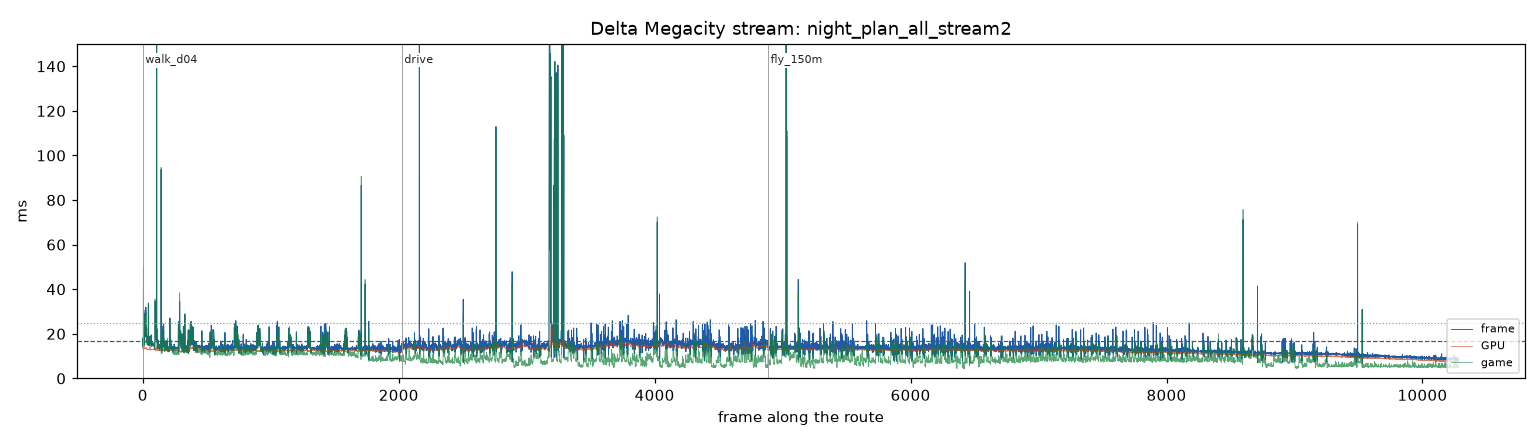 Delta Megacity stream: night_plan_all_stream2
ms
140
120
100
80
60
40
20
0
walk_d04
drive
fly_150m
frame
GPU
game
0
2000
4000
6000
8000
10000
frame along the route